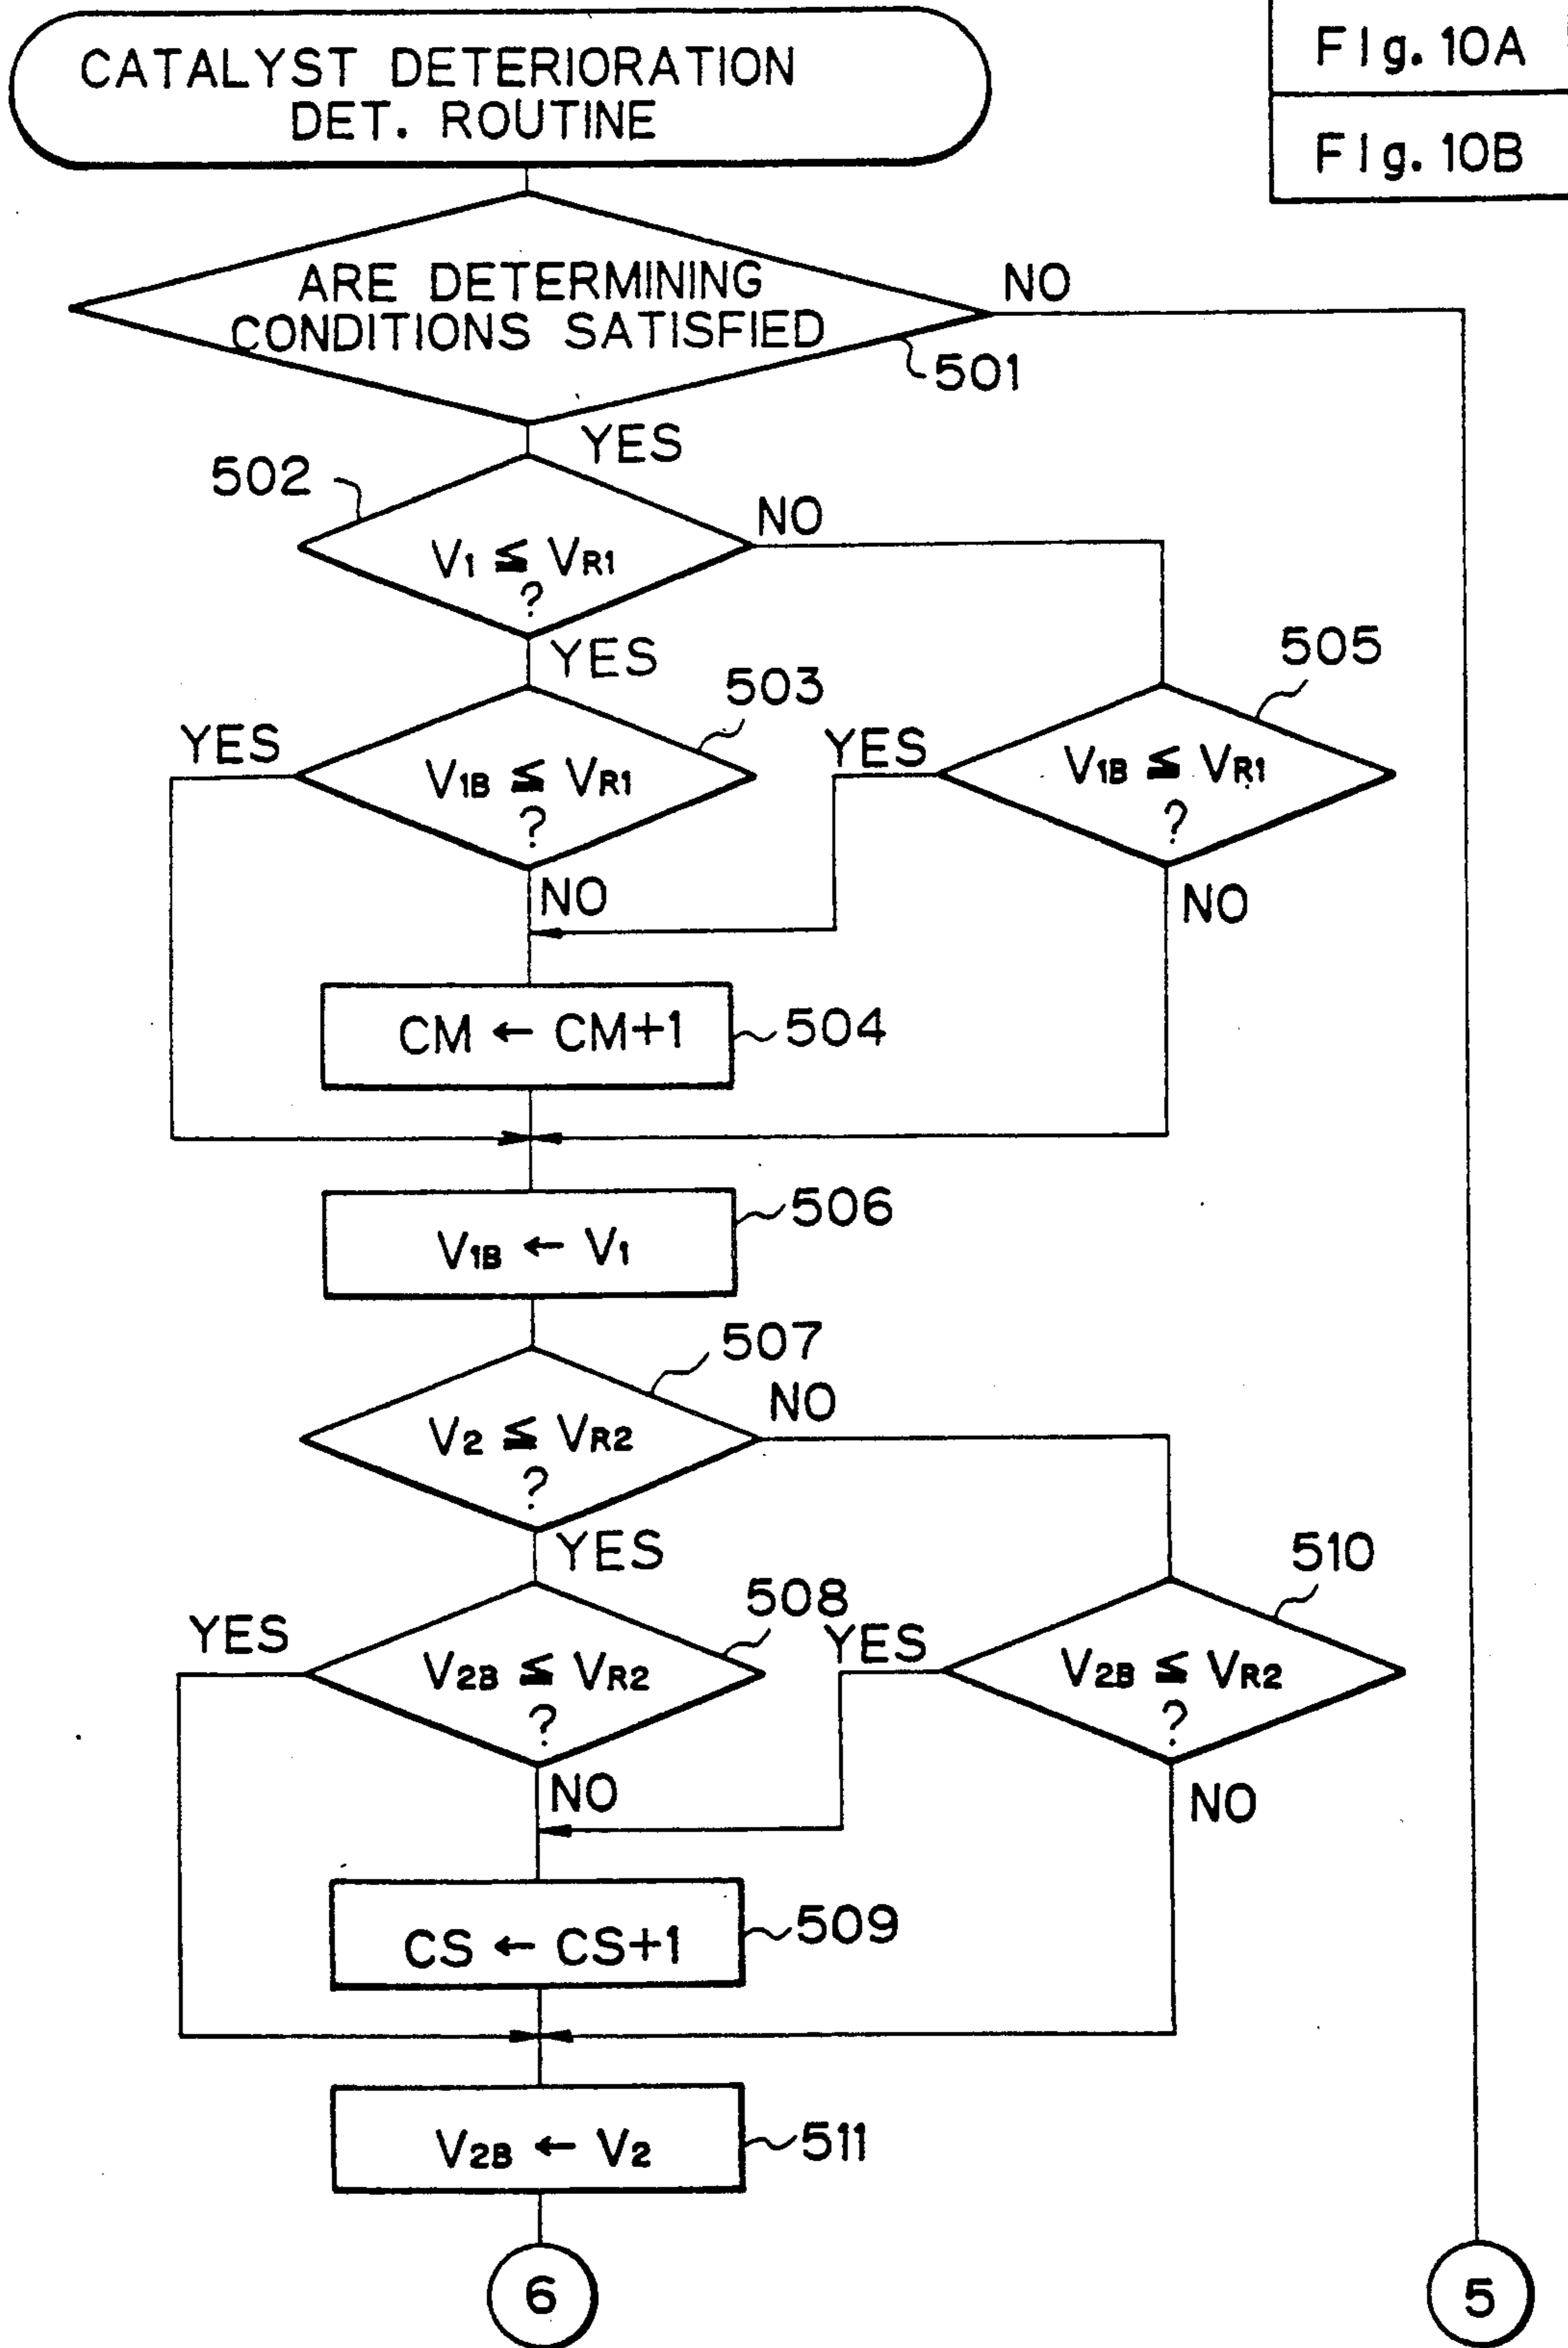 Fig. 10A
Fig. 10B
CATALYST DETERIORATION
DET. ROUTINE
ARE DETERMINING
CONDITIONS SATISFIED
NO
501
YES
502
V1 ≦ VR1
?
NO
YES
503
V1B ≦ VR1
?
YES
NO
505
V1B ≦ VR1
?
YES
NO
CM ← CM+1
504
V1B ← V1
506
507
V2 ≦ VR2
?
NO
YES
508
V2B ≦ VR2
?
YES
NO
510
V2B ≦ VR2
?
YES
NO
CS ← CS+1
509
V2B ← V2
511
6
5